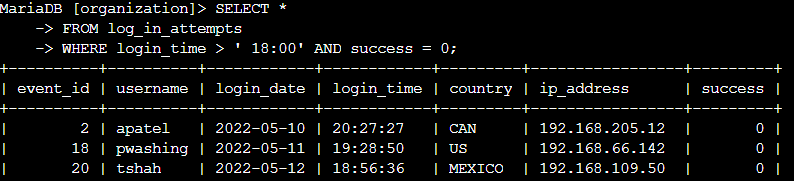 MariaDB [organization]> SELECT *
    -> FROM log_in_attempts
    -> WHERE login_time > ' 18:00' AND success = 0;
+----------+----------+------------+------------+---------+-----------------+---------+
| event_id | username | login_date | login_time | country | ip_address      | success |
+----------+----------+------------+------------+---------+-----------------+---------+
|        2 | apatel   | 2022-05-10 | 20:27:27   | CAN     | 192.168.205.12  |       0 |
|       18 | pwashing | 2022-05-11 | 19:28:50   | US      | 192.168.66.142  |       0 |
|       20 | tshah    | 2022-05-12 | 18:56:36   | MEXICO  | 192.168.109.50  |       0 |